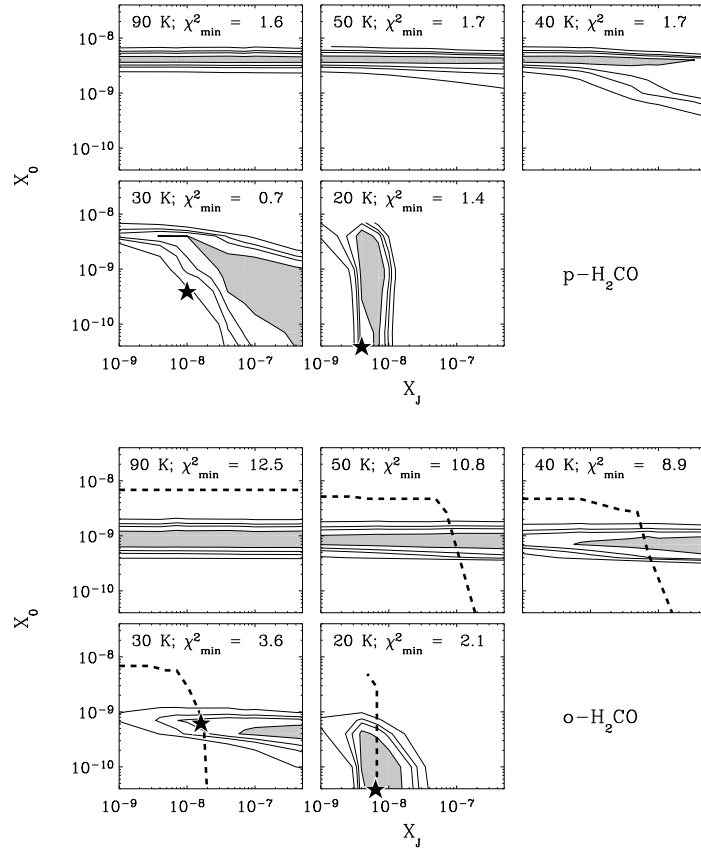 90 K; χ²min = 1.6
50 K; χ²min = 1.7
40 K; χ²min = 1.7
10⁻⁸
10⁻⁹
10⁻¹⁰
X₀
30 K; χ²min = 0.7
20 K; χ²min = 1.4
10⁻⁸
10⁻⁹
10⁻¹⁰
p−H₂CO
10⁻⁹ 10⁻⁸ 10⁻⁷
10⁻⁹ 10⁻⁸ 10⁻⁷
X_J
90 K; χ²min = 12.5
50 K; χ²min = 10.8
40 K; χ²min = 8.9
10⁻⁸
10⁻⁹
10⁻¹⁰
X₀
30 K; χ²min = 3.6
20 K; χ²min = 2.1
10⁻⁸
10⁻⁹
10⁻¹⁰
o−H₂CO
10⁻⁹ 10⁻⁸ 10⁻⁷
10⁻⁹ 10⁻⁸ 10⁻⁷
X_J